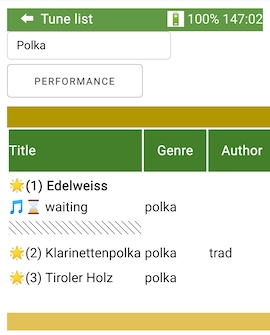 ⬅ Tune list 🔋 100% 147:02
Polka
PERFORMANCE
Title Genre Author
🌟(1) Edelweiss
🎵⌛ waiting polka
🌟(2) Klarinettenpolka polka trad
🌟(3) Tiroler Holz polka